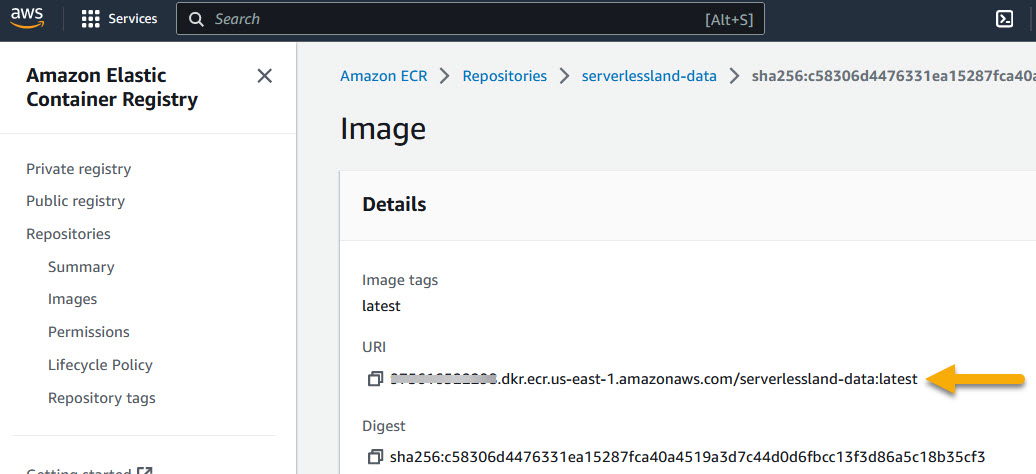 aws
Services
Search
[Alt+S]
Amazon Elastic
Container Registry
Private registry
Public registry
Repositories
Summary
Images
Permissions
Lifecycle Policy
Repository tags
Amazon ECR
Repositories
serverlessland-data
sha256:c58306d4476331ea15287fca40a
Image
Details
Image tags
latest
URI
.dkr.ecr.us-east-1.amazonaws.com/serverlessland-data:latest
Digest
sha256:c58306d4476331ea15287fca40a4519a3d7c44d0d6fbcc13f3d86a5c18b35cf3
Getting started